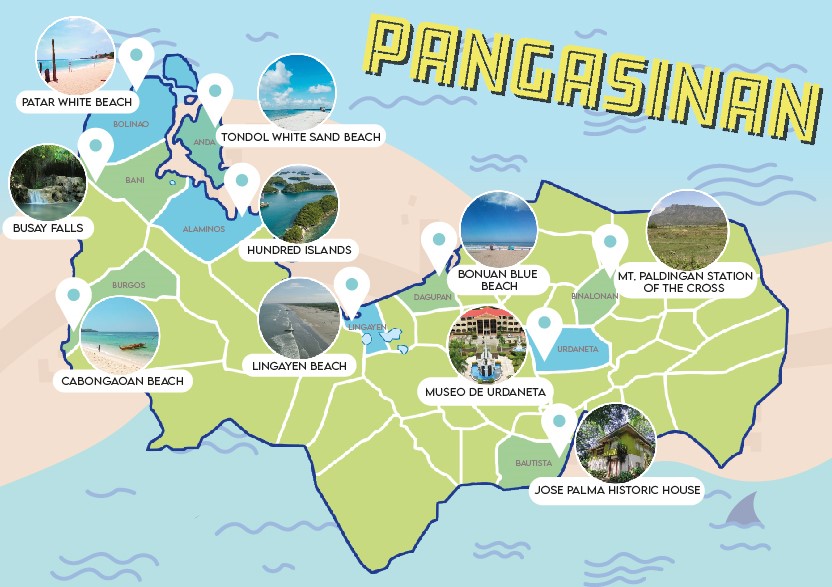 PANGASINAN
PATAR WHITE BEACH
BOLINAO
ANDA
TONDOL WHITE SAND BEACH
BANI
BUSAY FALLS
ALAMINOS
HUNDRED ISLANDS
BURGOS
CABONGAOAN BEACH
LINGAYEN
LINGAYEN BEACH
DAGUPAN
BONUAN BLUE
BEACH
BINALONAN
MT. PALDINGAN STATION
OF THE CROSS
URDANETA
MUSEO DE URDANETA
BAUTISTA
JOSE PALMA HISTORIC HOUSE